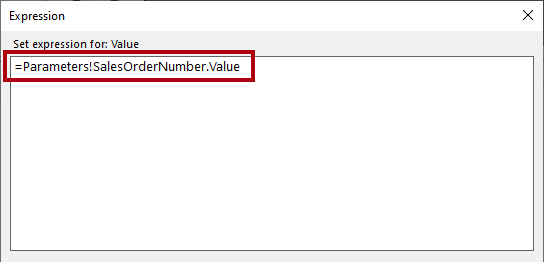 Expression
Set expression for: Value
=Parameters!SalesOrderNumber.Value